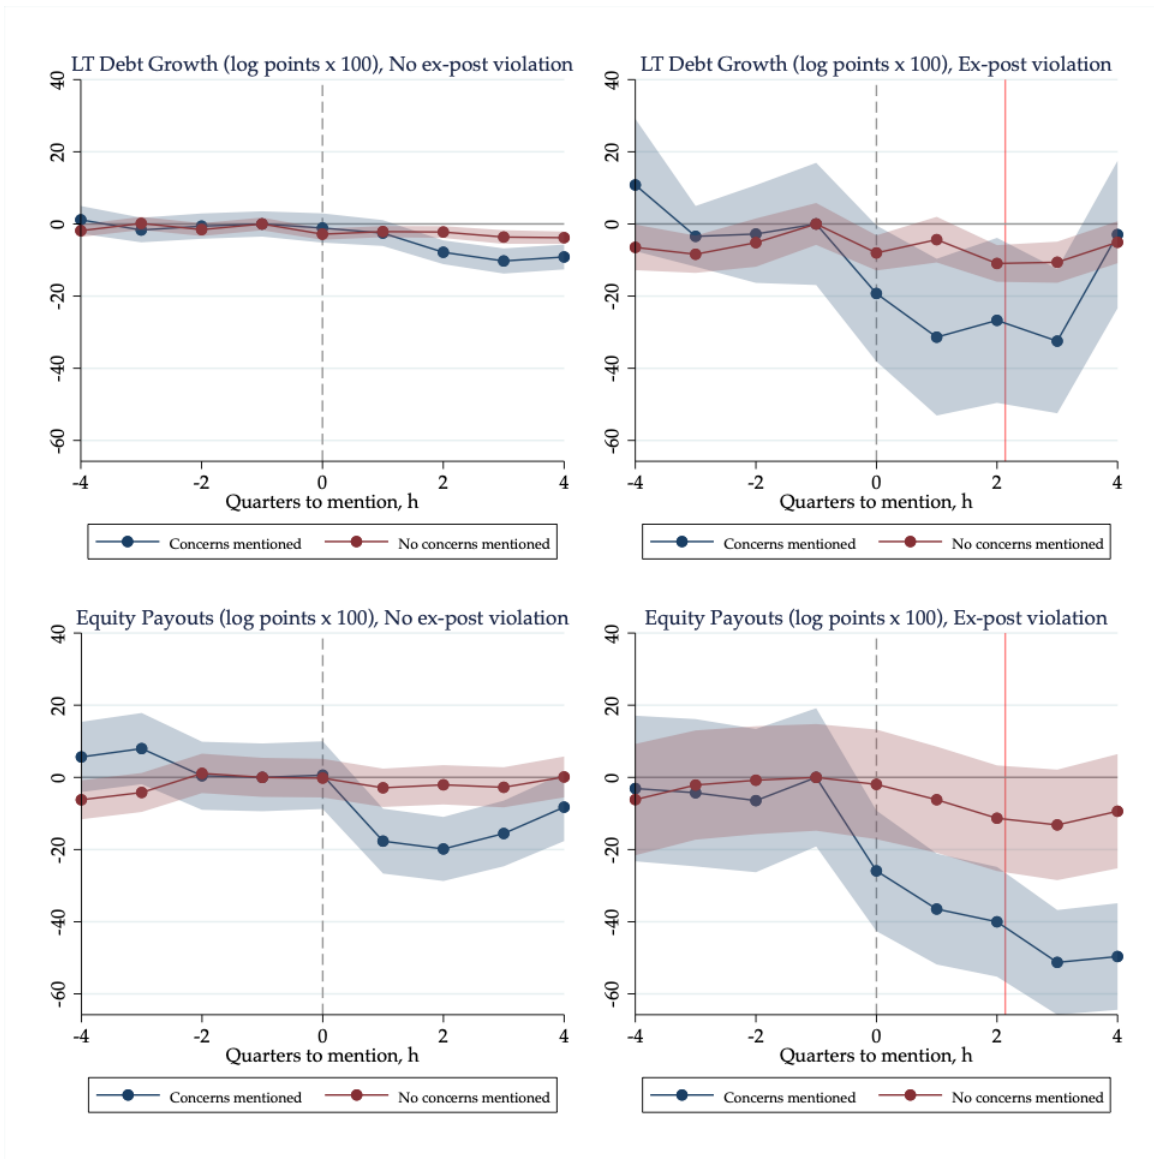 LT Debt Growth (log points x 100), No ex-post violation
40
20
0
-20
-40
-60
-4
-2
0
2
4
Quarters to mention, h
Concerns mentioned
No concerns mentioned
LT Debt Growth (log points x 100), Ex-post violation
40
20
0
-20
-40
-60
-4
-2
0
2
4
Quarters to mention, h
Concerns mentioned
No concerns mentioned
Equity Payouts (log points x 100), No ex-post violation
40
20
0
-20
-40
-60
-4
-2
0
2
4
Quarters to mention, h
Concerns mentioned
No concerns mentioned
Equity Payouts (log points x 100), Ex-post violation
40
20
0
-20
-40
-60
-4
-2
0
2
4
Quarters to mention, h
Concerns mentioned
No concerns mentioned